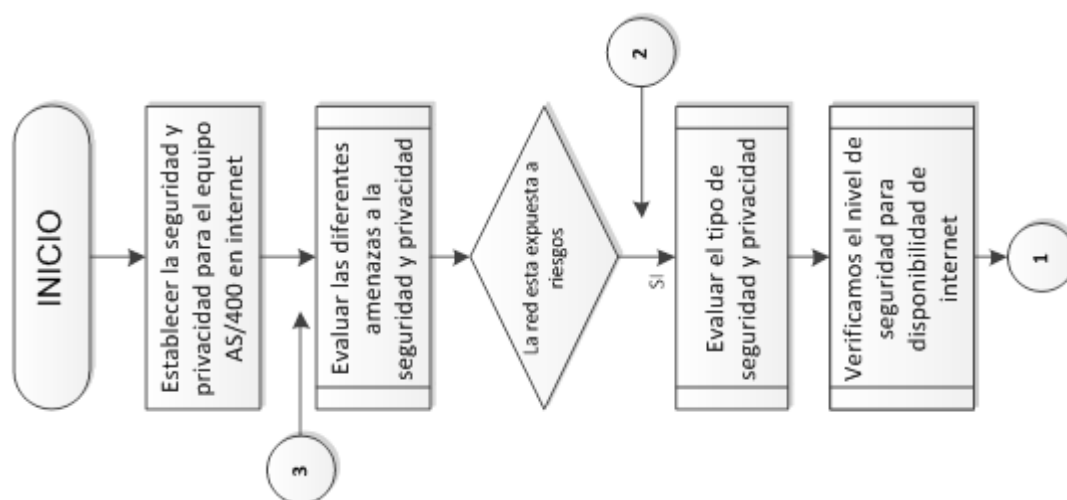 INICIO
Establecer la seguridad y
privacidad para el equipo
AS/400 en internet
3
Evaluar las diferentes
amenazas a la
seguridad y privacidad
La red esta expuesta a
riesgos
SI
2
Evaluar el tipo de
seguridad y privacidad
Verificamos el nivel de
seguridad para
disponibilidad de
internet
1